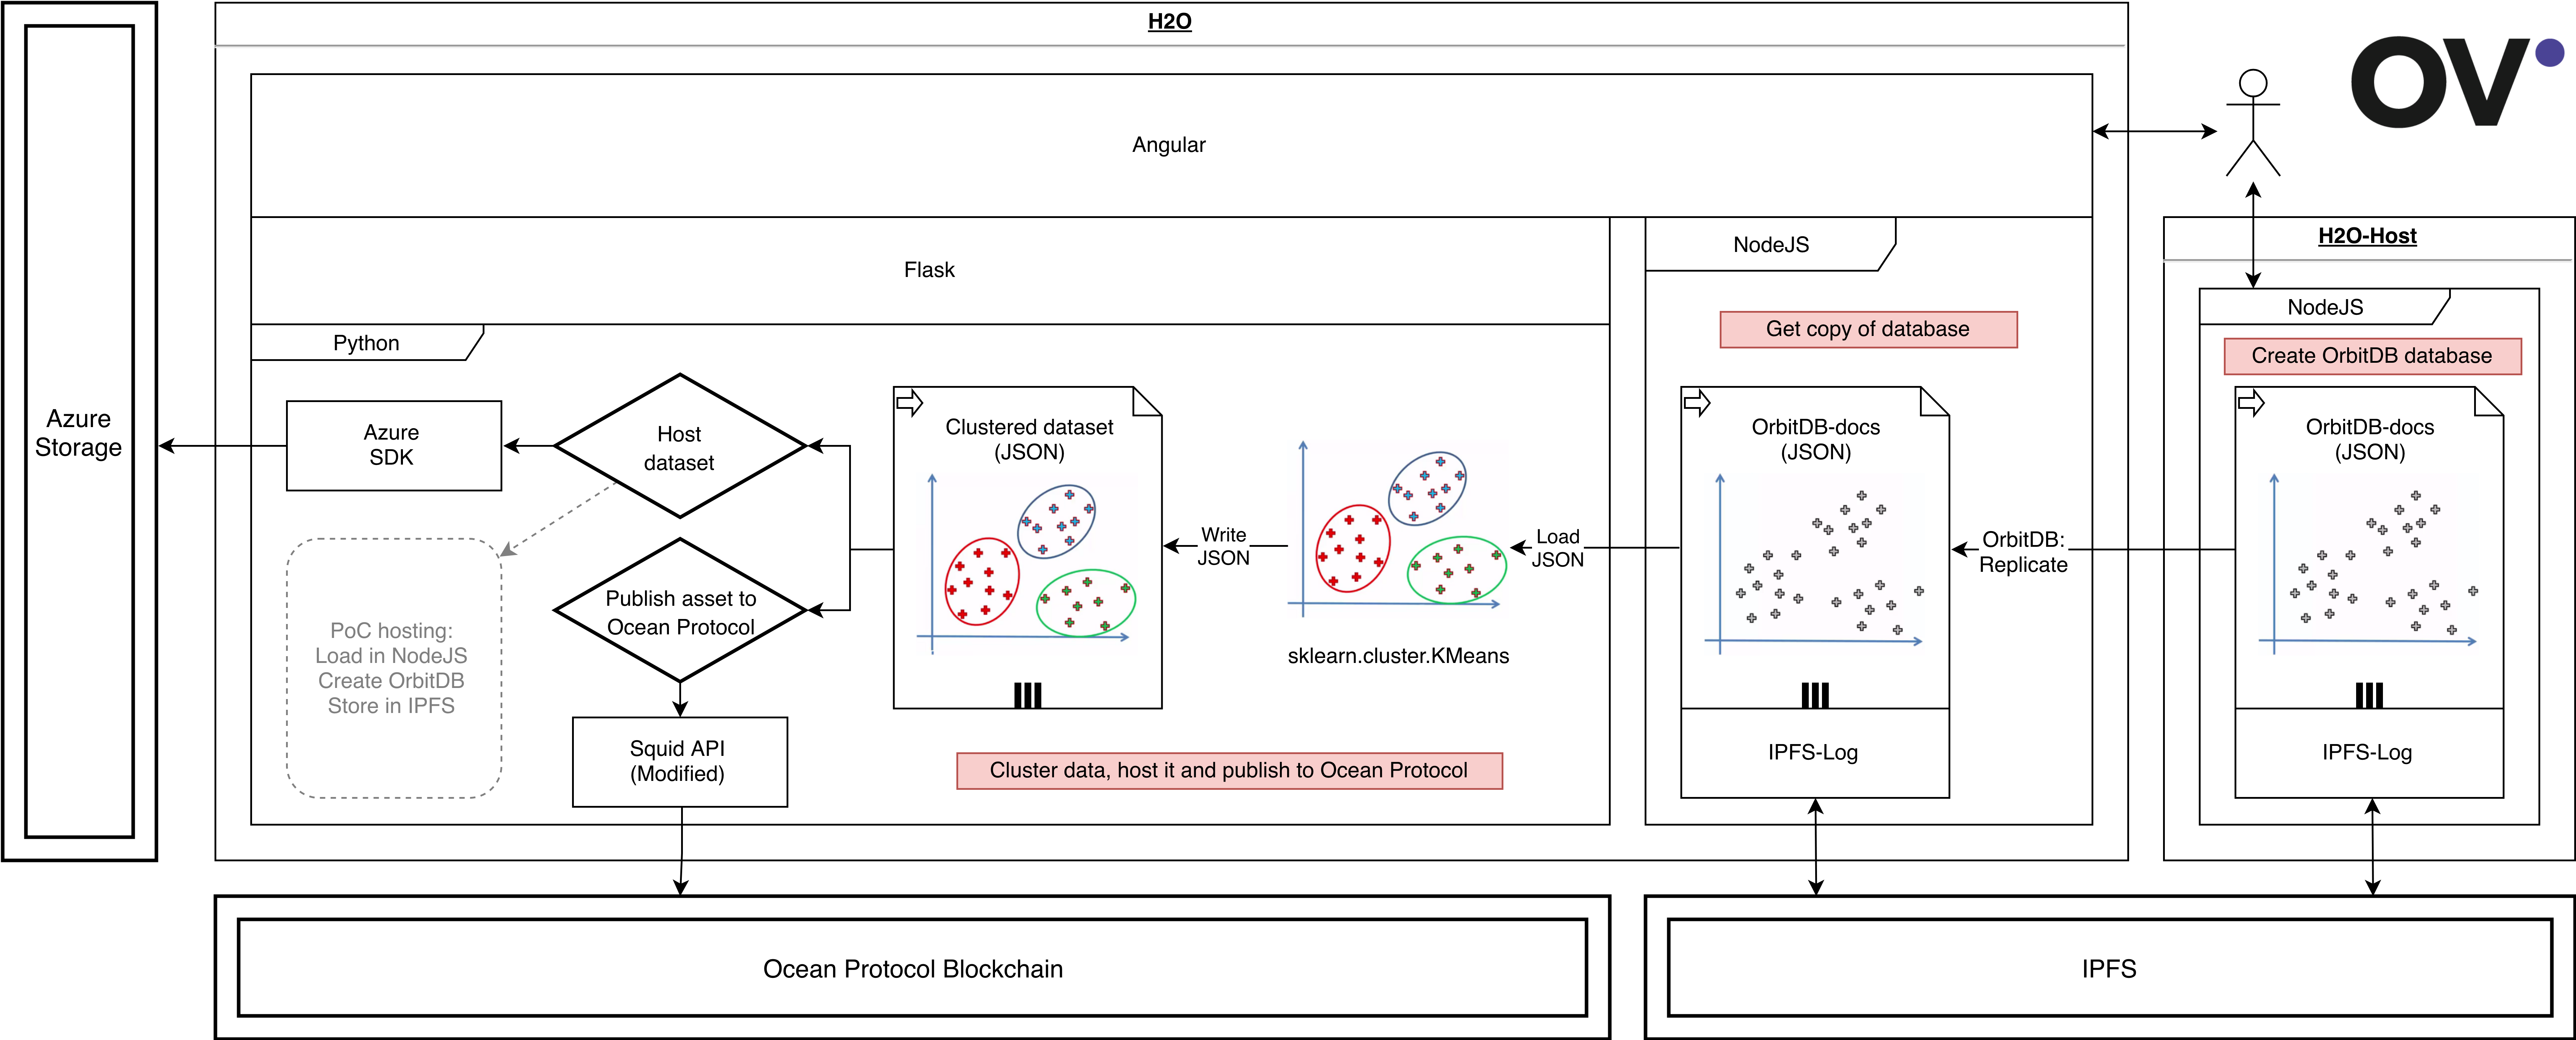 H2O
OV
Angular
Flask
NodeJS
H2O-Host
NodeJS
Get copy of database
Create OrbitDB database
Python
Azure
Storage
Azure
SDK
Host
dataset
Clustered dataset
(JSON)
OrbitDB-docs
(JSON)
OrbitDB-docs
(JSON)
Write
JSON
Load
JSON
OrbitDB:
Replicate
Publish asset to
Ocean Protocol
PoC hosting:
Load in NodeJS
Create OrbitDB
Store in IPFS
sklearn.cluster.KMeans
Squid API
(Modified)
Cluster data, host it and publish to Ocean Protocol
IPFS-Log
IPFS-Log
Ocean Protocol Blockchain
IPFS